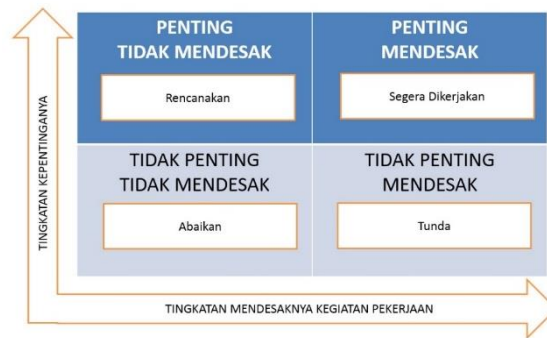 PENTING
TIDAK MENDESAK
Rencanakan
PENTING
MENDESAK
Segera Dikerjakan
TIDAK PENTING
TIDAK MENDESAK
Abaikan
TIDAK PENTING
MENDESAK
Tunda
TINGKATAN KEPENTINGANYA
TINGKATAN MENDESAKNYA KEGIATAN PEKERJAAN